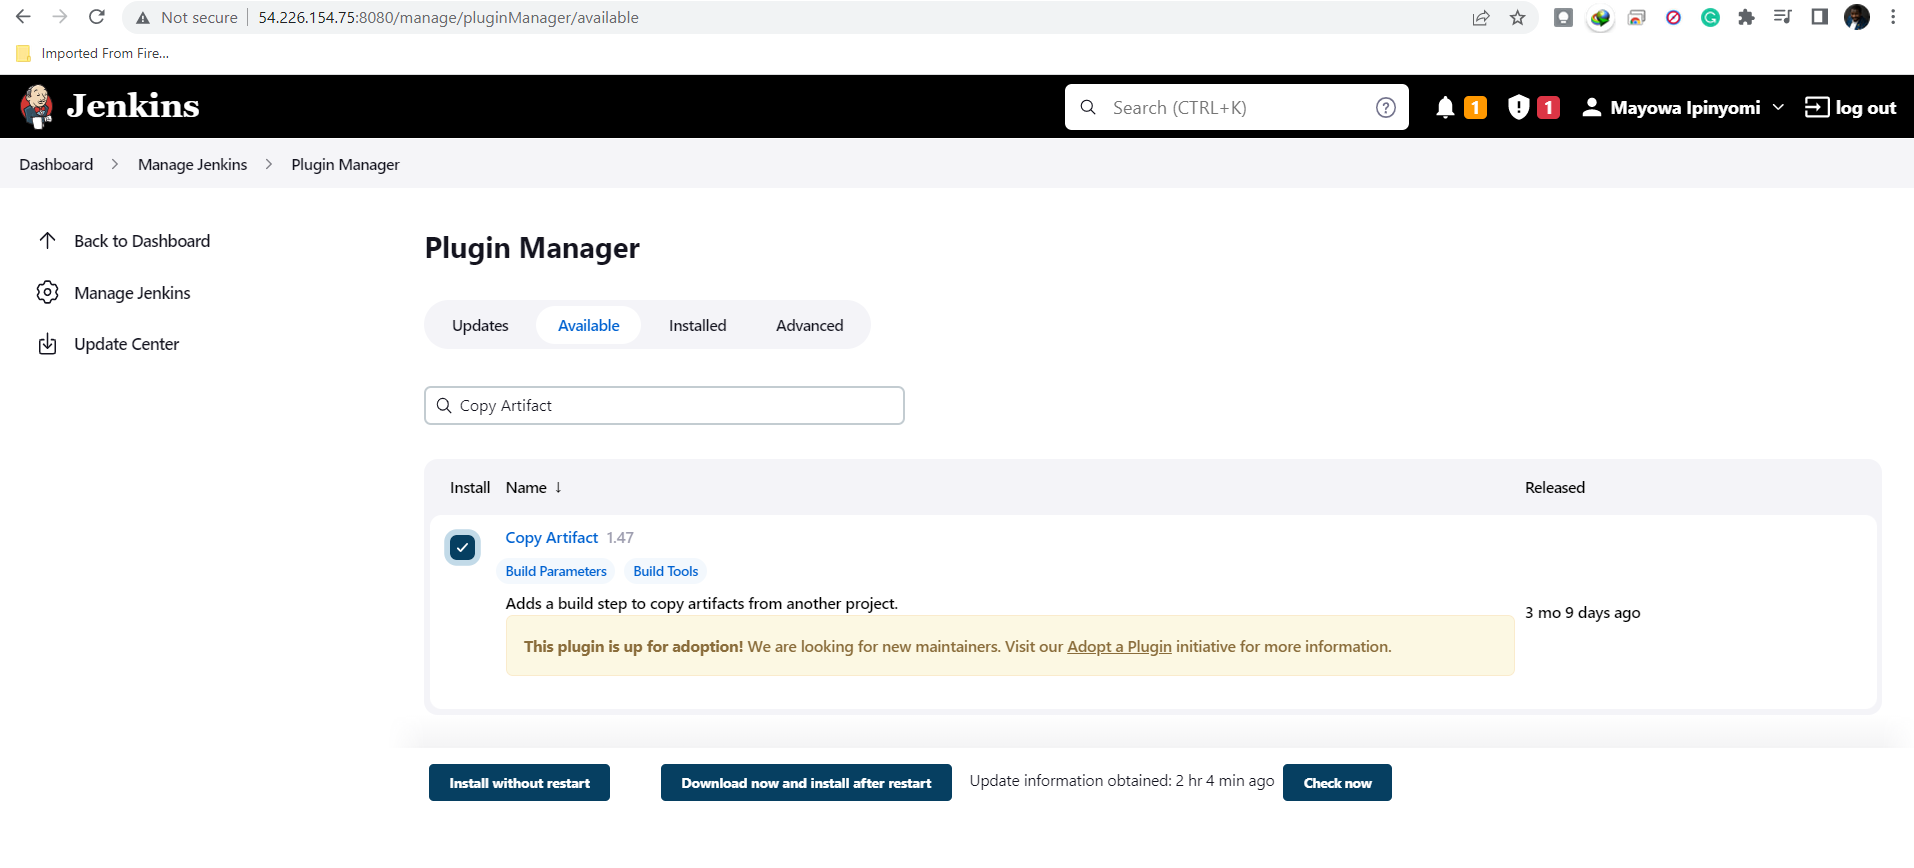 Not secure 54.226.154.75:8080/manage/pluginManager/available
Imported From Fire...
Jenkins
Search (CTRL+K)
1
1
Mayowa Ipinyomi
log out
Dashboard > Manage Jenkins > Plugin Manager
Back to Dashboard
Manage Jenkins
Update Center
Plugin Manager
Updates Available Installed Advanced
Copy Artifact
Install Name ↓ Released
Copy Artifact 1.47
Build Parameters Build Tools
Adds a build step to copy artifacts from another project.
3 mo 9 days ago
This plugin is up for adoption! We are looking for new maintainers. Visit our Adopt a Plugin initiative for more information.
Install without restart Download now and install after restart Update information obtained: 2 hr 4 min ago Check now